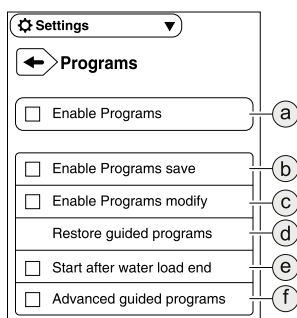 Settings
Programs
Enable Programs a
Enable Programs save b
Enable Programs modify c
Restore guided programs d
Start after water load end e
Advanced guided programs f